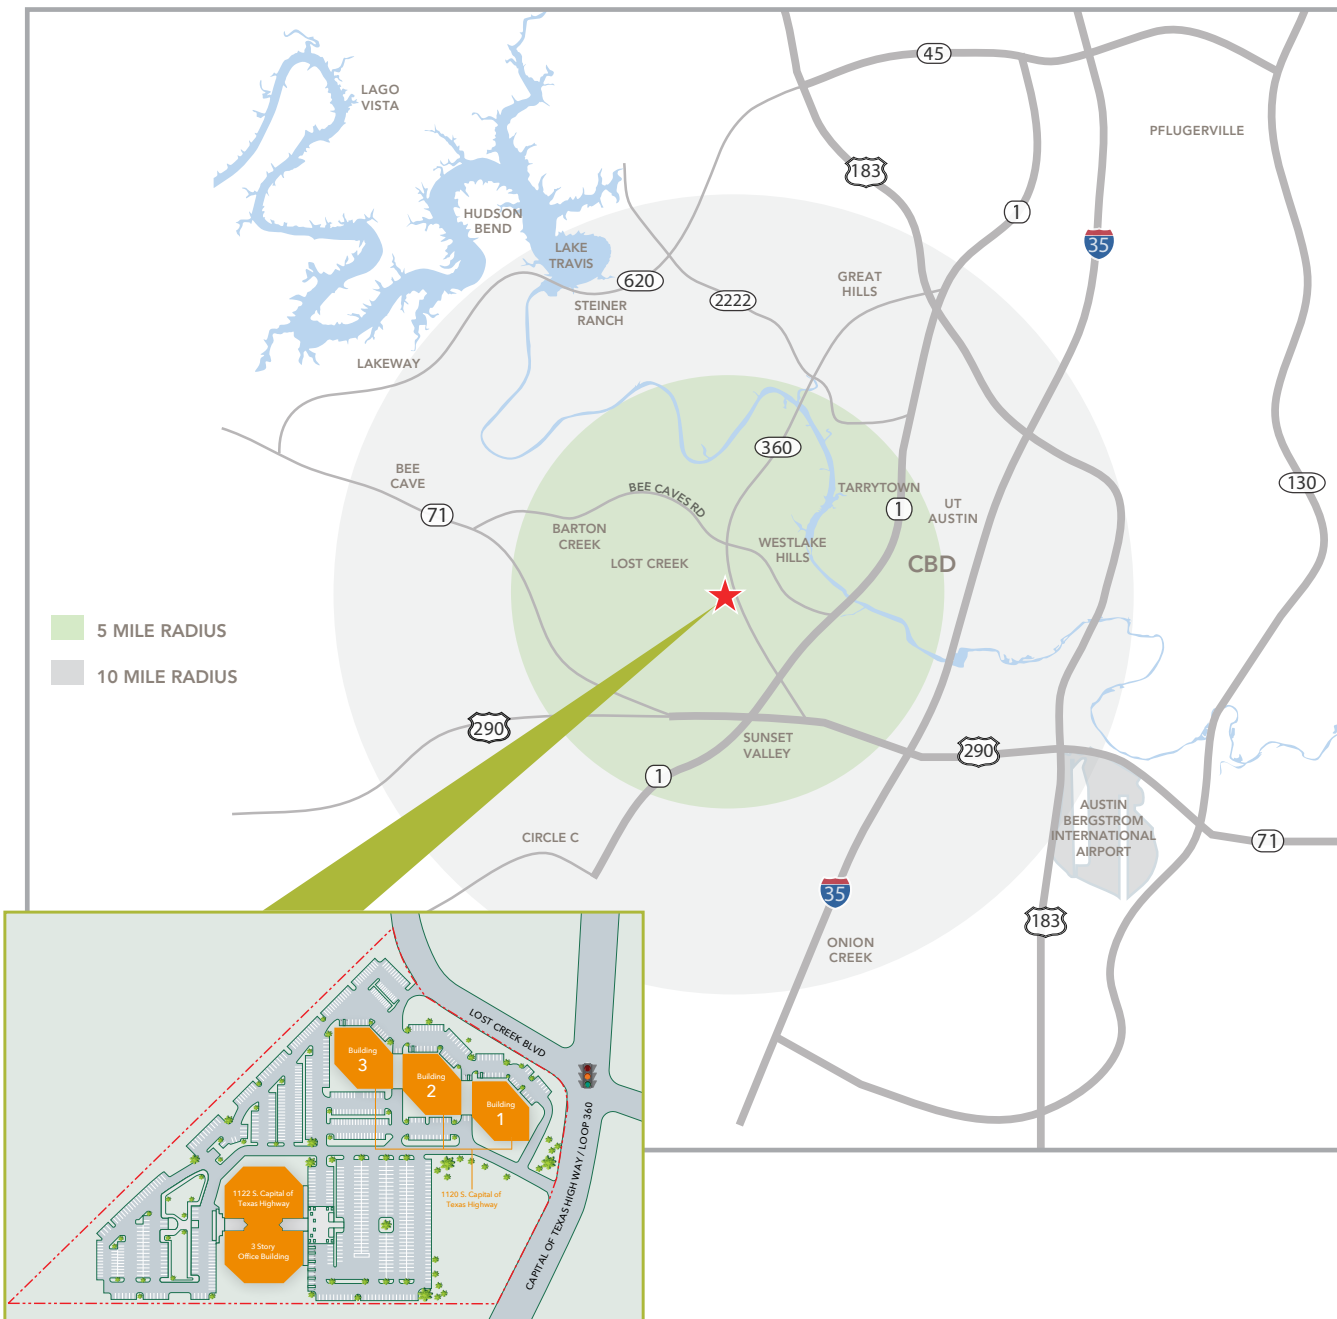 45
LAGO
VISTA
PFLUGERVILLE
183
1
HUDSON
BEND
35
LAKE
TRAVIS
620
GREAT
HILLS
2222
STEINER
RANCH
LAKEWAY
360
BEE
CAVE
TARRYTOWN
130
BEE CAVES RD
71
1
UT
AUSTIN
BARTON
CREEK
WESTLAKE
HILLS
LOST CREEK
CBD
5 MILE RADIUS
10 MILE RADIUS
290
SUNSET
VALLEY
290
1
AUSTIN
BERGSTROM
INTERNATIONAL
AIRPORT
CIRCLE C
71
35
183
ONION
CREEK
LOST CREEK BLVD
Building
3
Building
2
Building
1
CAPITAL OF TEXAS HIGHWAY / LOOP 360
1122 S. Capital of
Texas Highway
1120 S. Capital of
Texas Highway
3 Story
Office Building